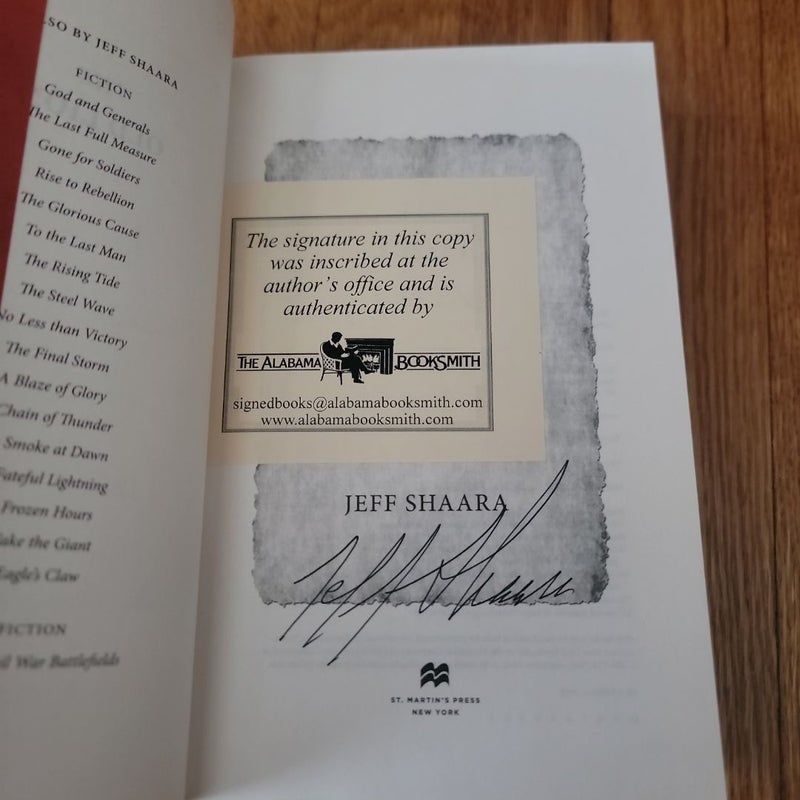 SO BY JEFF SHAARA
FICTION
God and Generals
The Last Full Measure
Gone for Soldiers
Rise to Rebellion
The Glorious Cause
To the Last Man
The Rising Tide
The Steel Wave
No Less than Victory
The Final Storm
A Blaze of Glory
Chain of Thunder
Smoke at Dawn
Fateful Lightning
Frozen Hours
ake the Giant
Eagle's Claw
FICTION
il War Battlefields
The signature in this copy
was inscribed at the
author's office and is
authenticated by
THE ALABAMA BOOKSMITH
signedbooks@alabamabooksmith.com
www.alabamabooksmith.com
JEFF SHAARA
Jeff Shaara
ST. MARTIN'S PRESS
NEW YORK